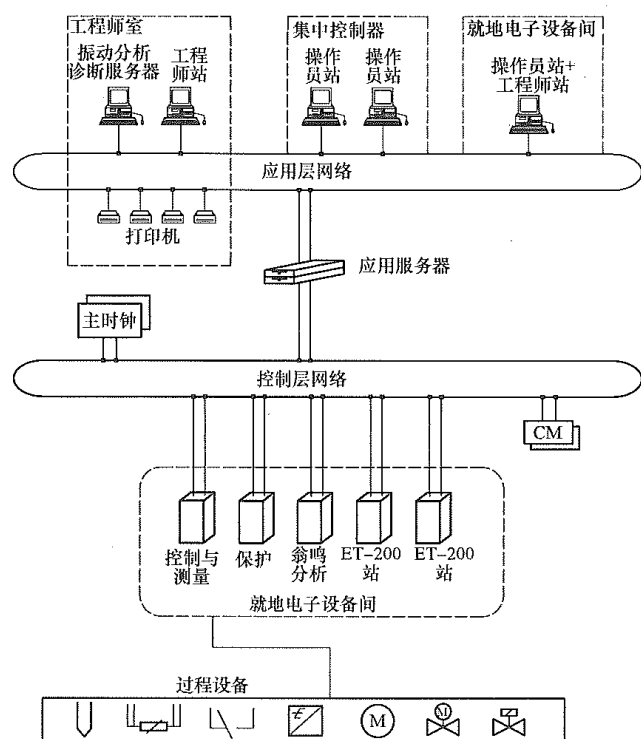 工程师室
集中控制器
就地电子设备间
振动分析
诊断服务器
工程
师站
操作
员站
操作
员站
操作员站+
工程师站
应用层网络
打印机
应用服务器
主时钟
控制层网络
CM
控制与
测量
保护
翁鸣
分析
ET-200
站
ET-200
站
就地电子设备间
过程设备
M
M